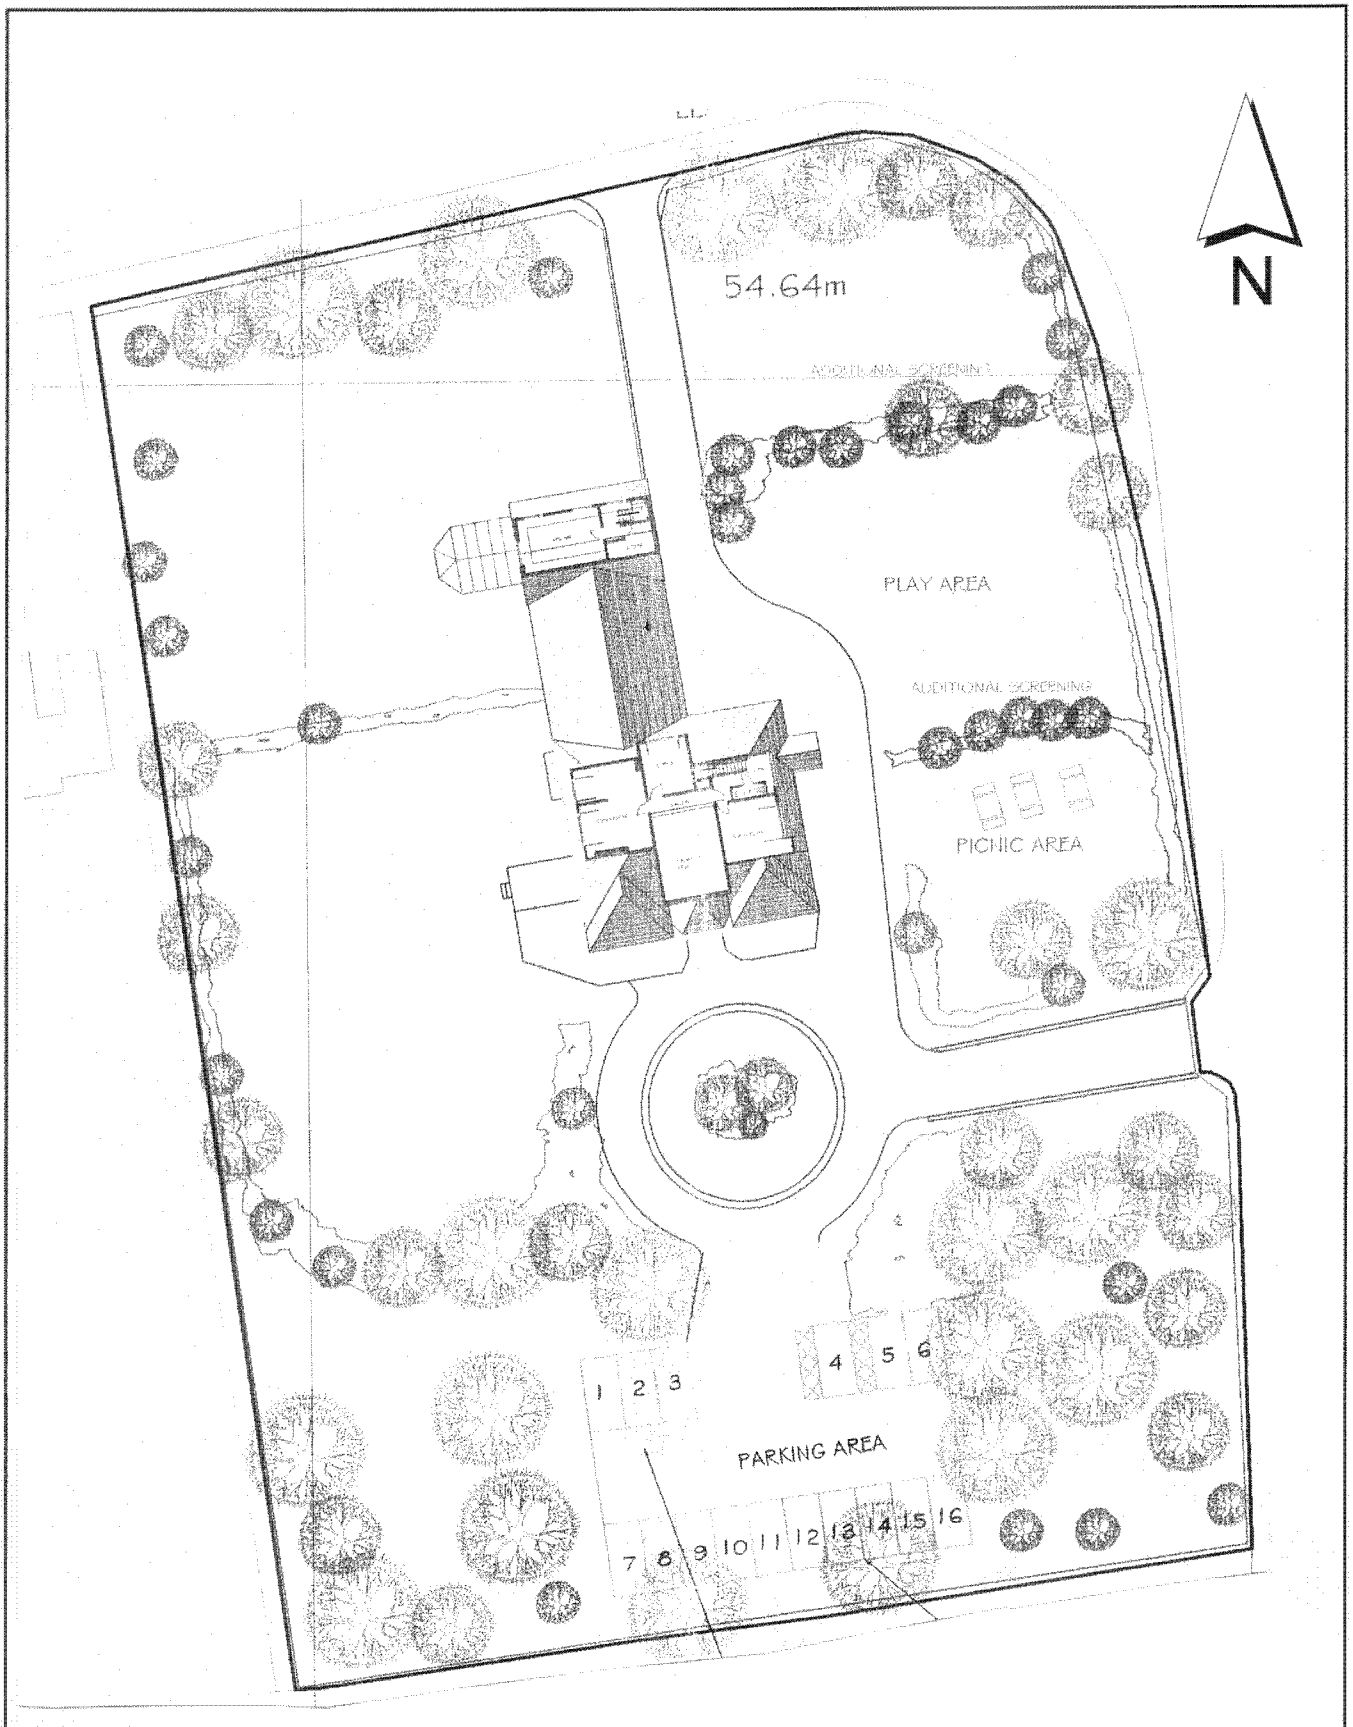 N
54.64m
ADDITIONAL SCREENING
PLAY AREA
ADDITIONAL SCREENING
PICNIC AREA
4 5 6
1 2 3
PARKING AREA
7 8 9 10 11 12 13 14 15 16